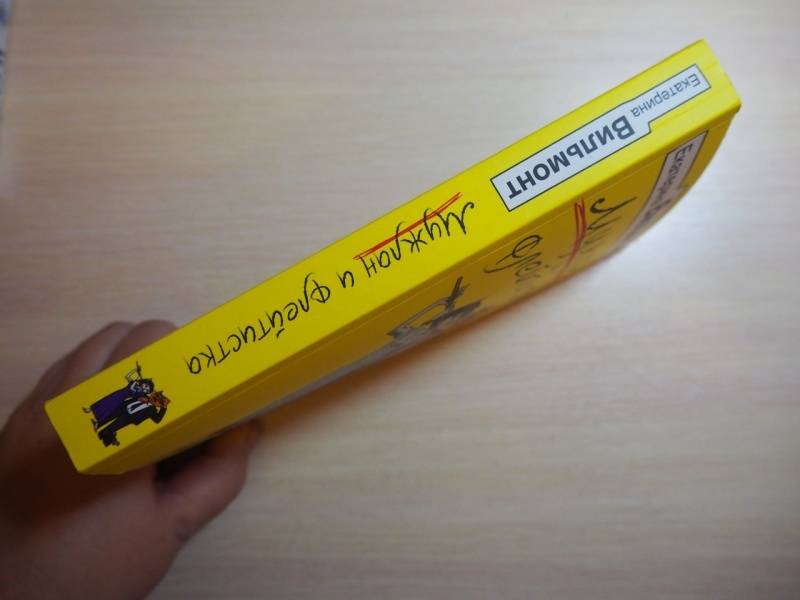 Екатерина
Вильмонт
Мужлан и флейтистка